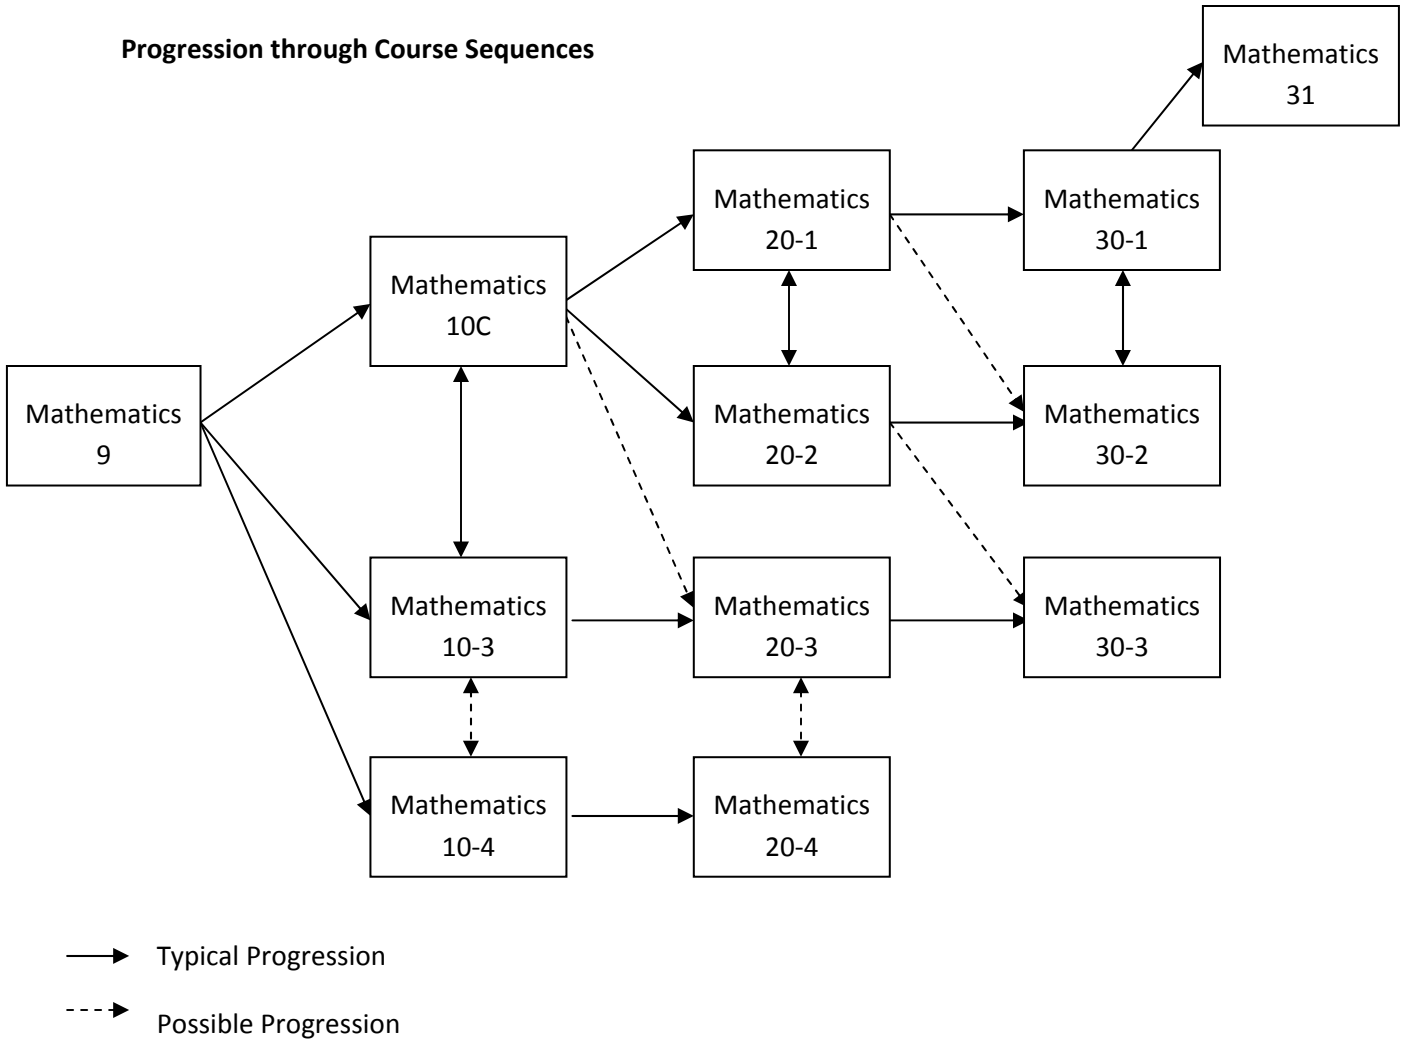 Progression through Course Sequences
Mathematics
31
Mathematics
20-1
Mathematics
30-1
Mathematics
10C
Mathematics
9
Mathematics
20-2
Mathematics
30-2
Mathematics
10-3
Mathematics
20-3
Mathematics
30-3
Mathematics
10-4
Mathematics
20-4
Typical Progression
Possible Progression